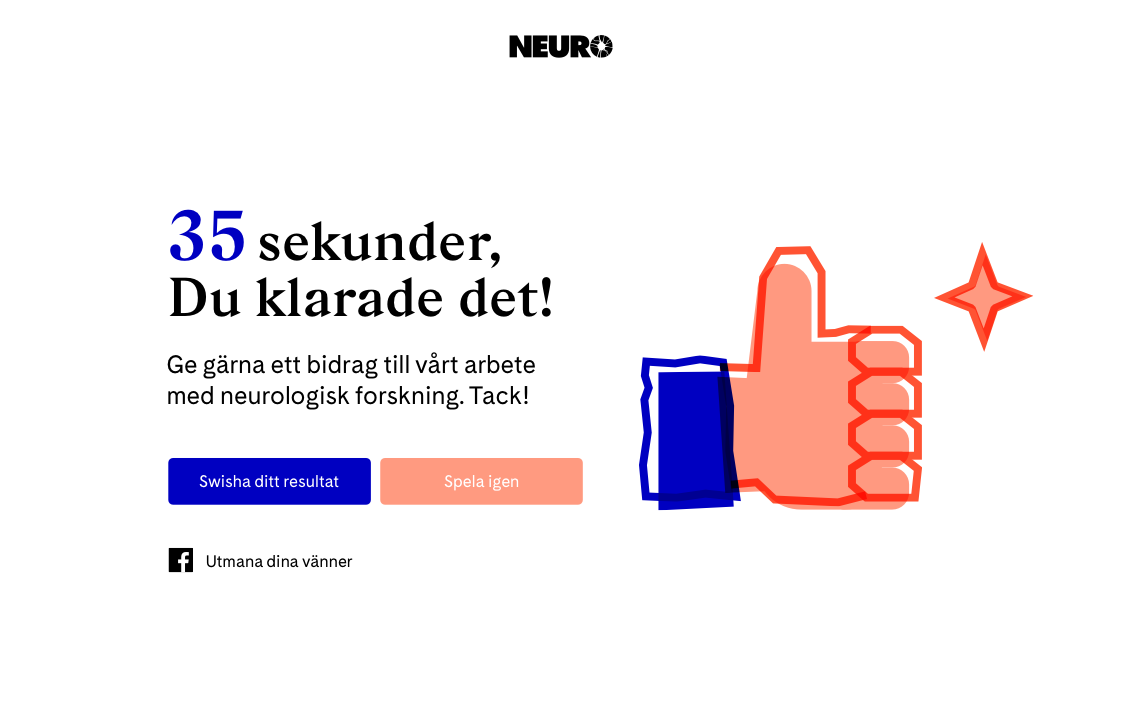 NEURO
35 sekunder,
Du klarade det!
Ge gärna ett bidrag till vårt arbete
med neurologisk forskning. Tack!
Swisha ditt resultat
Spela igen
Utmana dina vänner